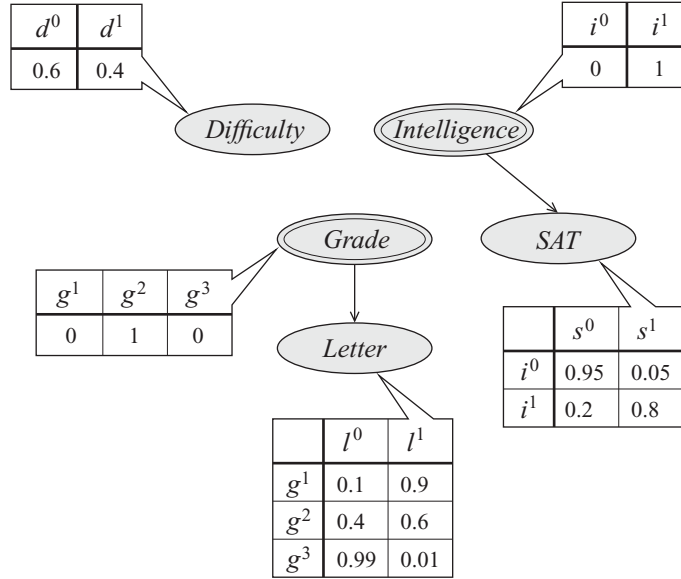 d⁰ d¹
0.6 0.4
i⁰ i¹
0 1
Difficulty
Intelligence
Grade
SAT
g¹ g² g³
0 1 0
Letter
s⁰ s¹
i⁰ 0.95 0.05
i¹ 0.2 0.8
l⁰ l¹
g¹ 0.1 0.9
g² 0.4 0.6
g³ 0.99 0.01